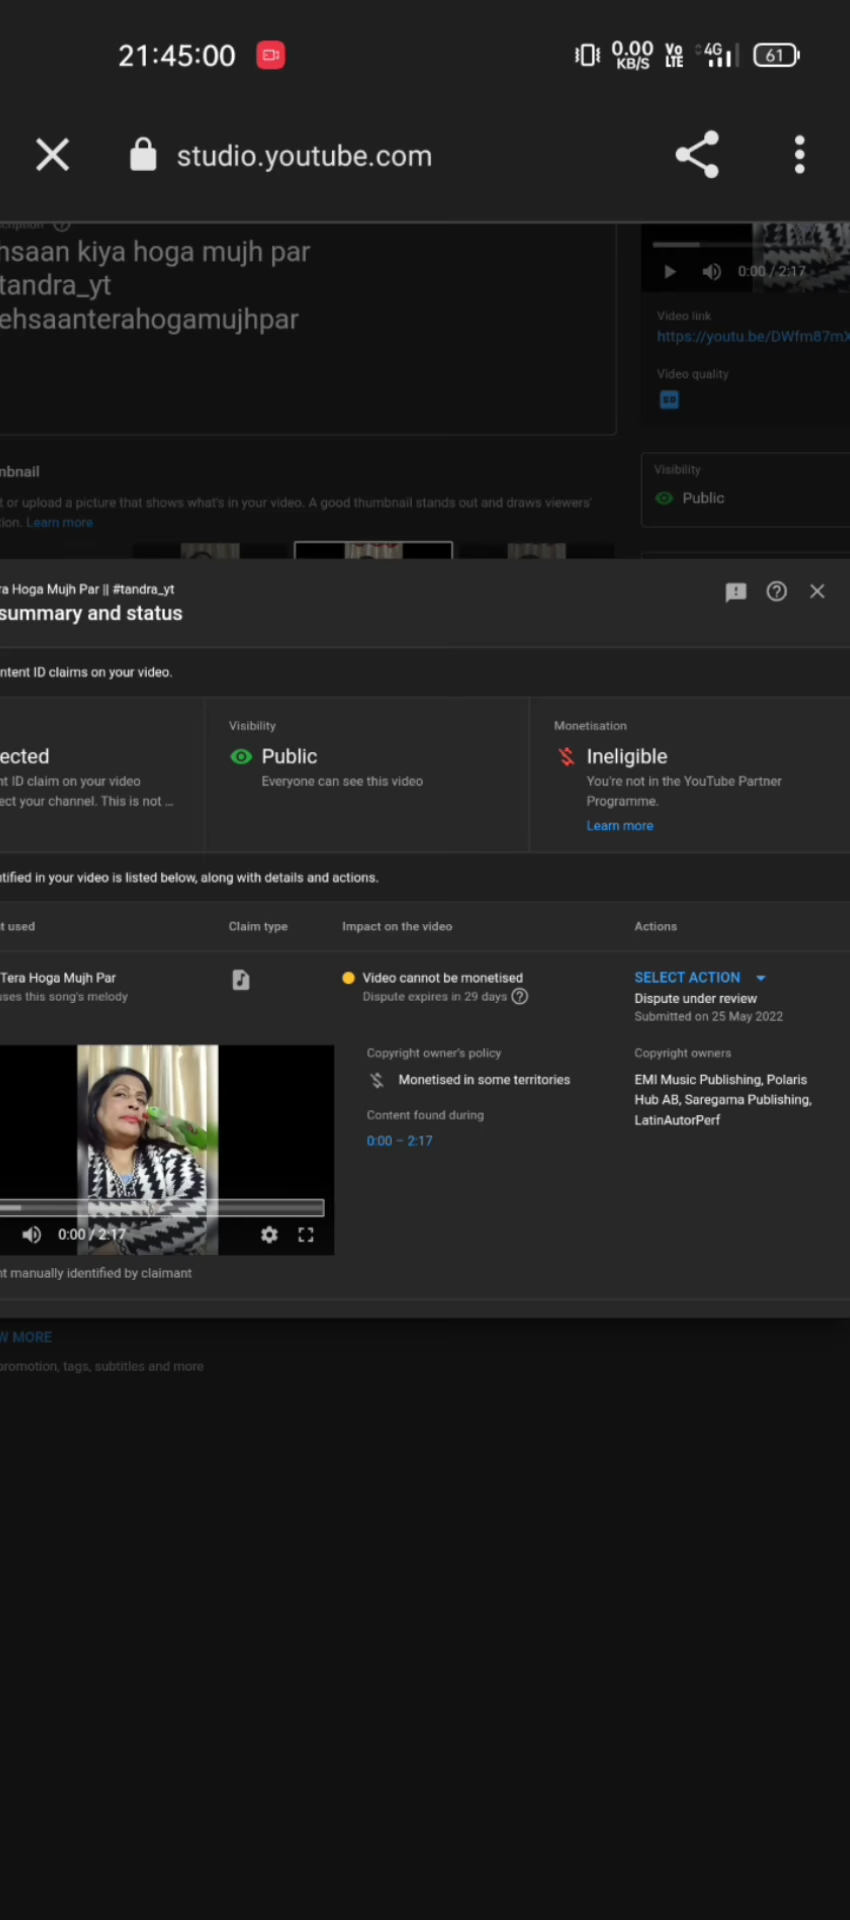 21:45:00
0.00 KB/S Vo LTE 4G 61
studio.youtube.com
hsaan kiya hoga mujh par
tandra_yt
ehsaanterahogamujhpar
0:00 / 2:17
Video link
https://youtu.be/DWfm87m
Video quality
SD
Visibility
Public
nbnail
t or upload a picture that shows what's in your video. A good thumbnail stands out and draws viewers'
tion. Learn more
ra Hoga Mujh Par || #tandra_yt
summary and status
ntent ID claims on your video.
ected
nt ID claim on your video
ect your channel. This is not ...
Visibility
Public
Everyone can see this video
Monetisation
Ineligible
You're not in the YouTube Partner
Programme.
Learn more
tified in your video is listed below, along with details and actions.
t used
Claim type
Impact on the video
Actions
Tera Hoga Mujh Par
uses this song's melody
Video cannot be monetised
Dispute expires in 29 days
SELECT ACTION
Dispute under review
Submitted on 25 May 2022
Copyright owner's policy
Monetised in some territories
Content found during
0:00 – 2:17
Copyright owners
EMI Music Publishing, Polaris
Hub AB, Saregama Publishing,
LatinAutorPerf
0:00 / 2:17
nt manually identified by claimant
W MORE
promotion, tags, subtitles and more